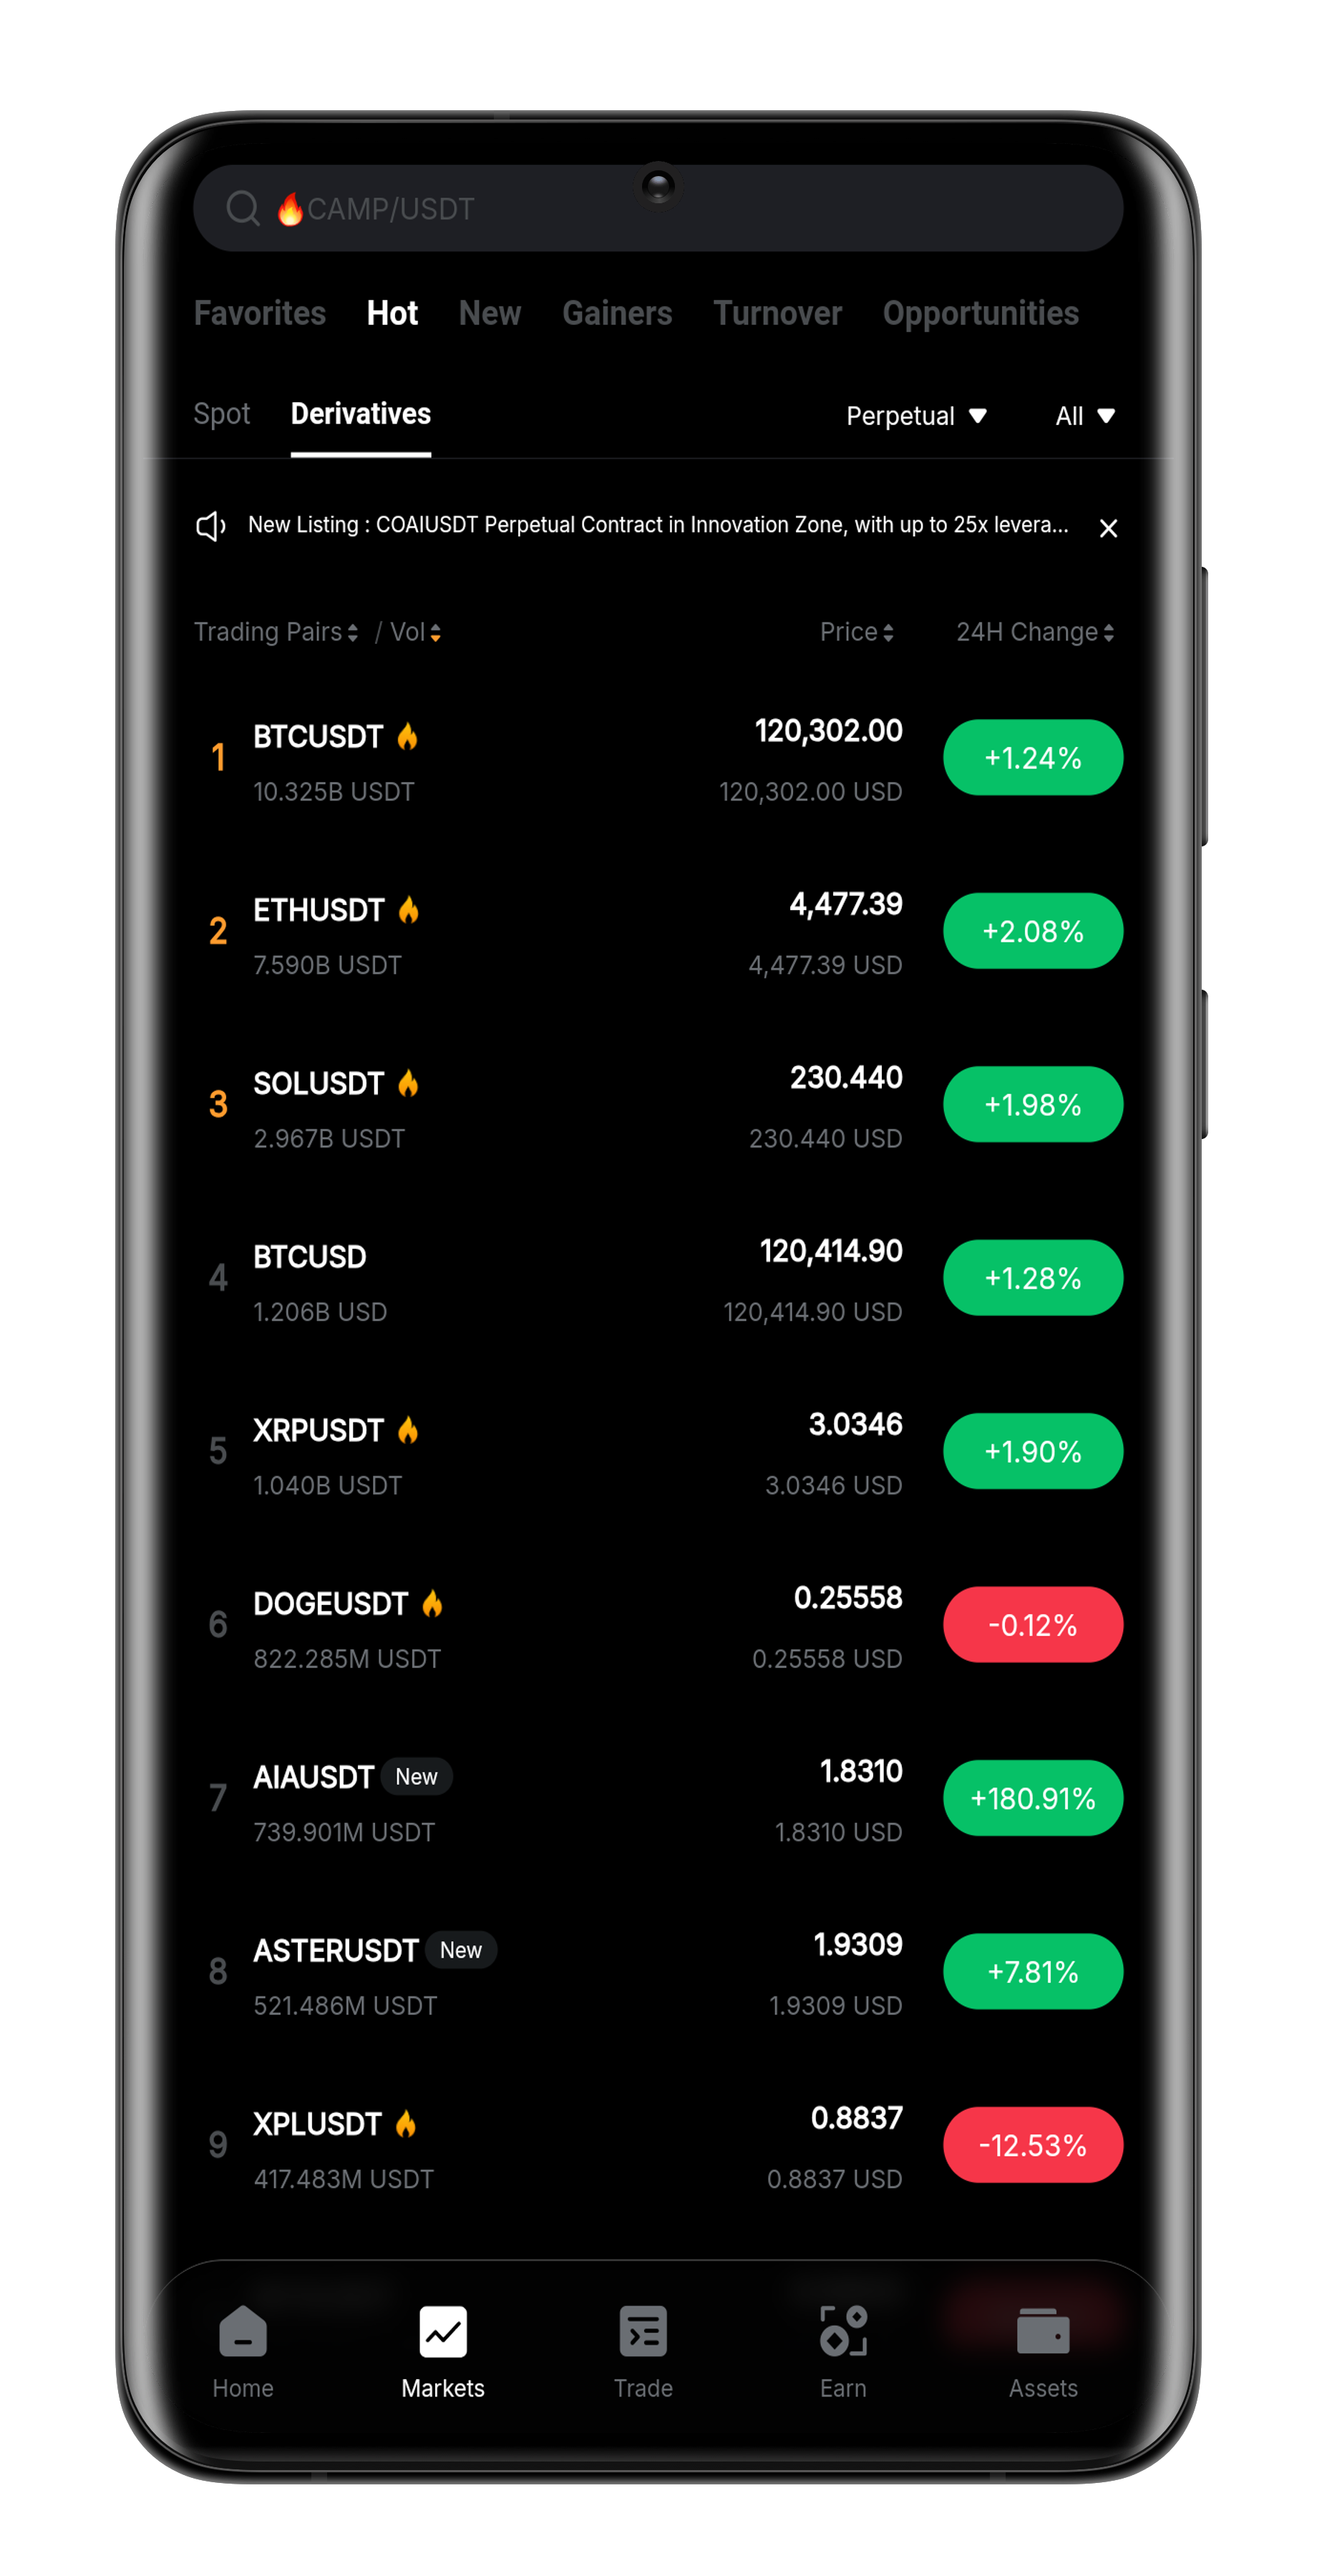 🔥CAMP/USDT
Favorites Hot New Gainers Turnover Opportunities
Spot Derivatives Perpetual All
New Listing : COAIUSDT Perpetual Contract in Innovation Zone, with up to 25x levera...
Trading Pairs / Vol Price 24H Change
1 BTCUSDT 🔥 120,302.00 +1.24%
10.325B USDT 120,302.00 USD
2 ETHUSDT 🔥 4,477.39 +2.08%
7.590B USDT 4,477.39 USD
3 SOLUSDT 🔥 230.440 +1.98%
2.967B USDT 230.440 USD
4 BTCUSD 120,414.90 +1.28%
1.206B USD 120,414.90 USD
5 XRPUSDT 🔥 3.0346 +1.90%
1.040B USDT 3.0346 USD
6 DOGEUSDT 🔥 0.25558 -0.12%
822.285M USDT 0.25558 USD
7 AIAUSDT New 1.8310 +180.91%
739.901M USDT 1.8310 USD
8 ASTERUSDT New 1.9309 +7.81%
521.486M USDT 1.9309 USD
9 XPLUSDT 🔥 0.8837 -12.53%
417.483M USDT 0.8837 USD
Home Markets Trade Earn Assets